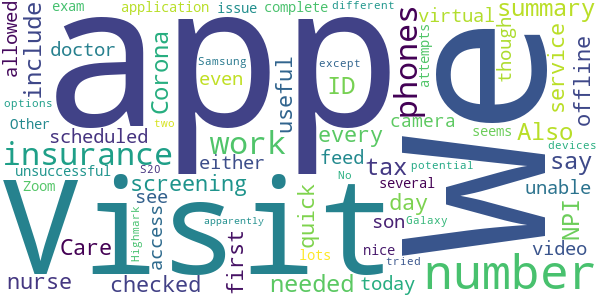 app
We
Visit
number
insurance
work
phones
screening
needed
summary
include
allowed
exam
application
issue
complete
different
virtual
attempts
doctor
Samsung
except
Corona
even
useful
ID
though
service
offline
options
Other
two
scheduled
either
every
camera
Also
unsuccessful
feed
tax
seems
devices
say
Zoom
S20
see
No
potential
unable
access
Highmark
apparently
quick
day
several
NPI
Care
first
lots
son
Galaxy
video
nurse
checked
today
nice
tried